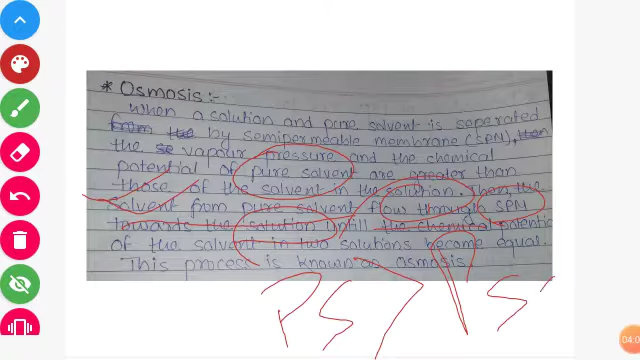 * Osmosis :-
When a solution and pure solvent is seperated
from the by semipermeable membrane (SPM), then
the se vapour pressure and the chemical
potential of pure solvent are greater than
those of the solvent in the solution. Then the
solvent from pure solvent flow through SPM
towards the solution untill the chemical potential
of the solvent in two solutions become equal.
This process is known as osmosis
PS
S
04:0